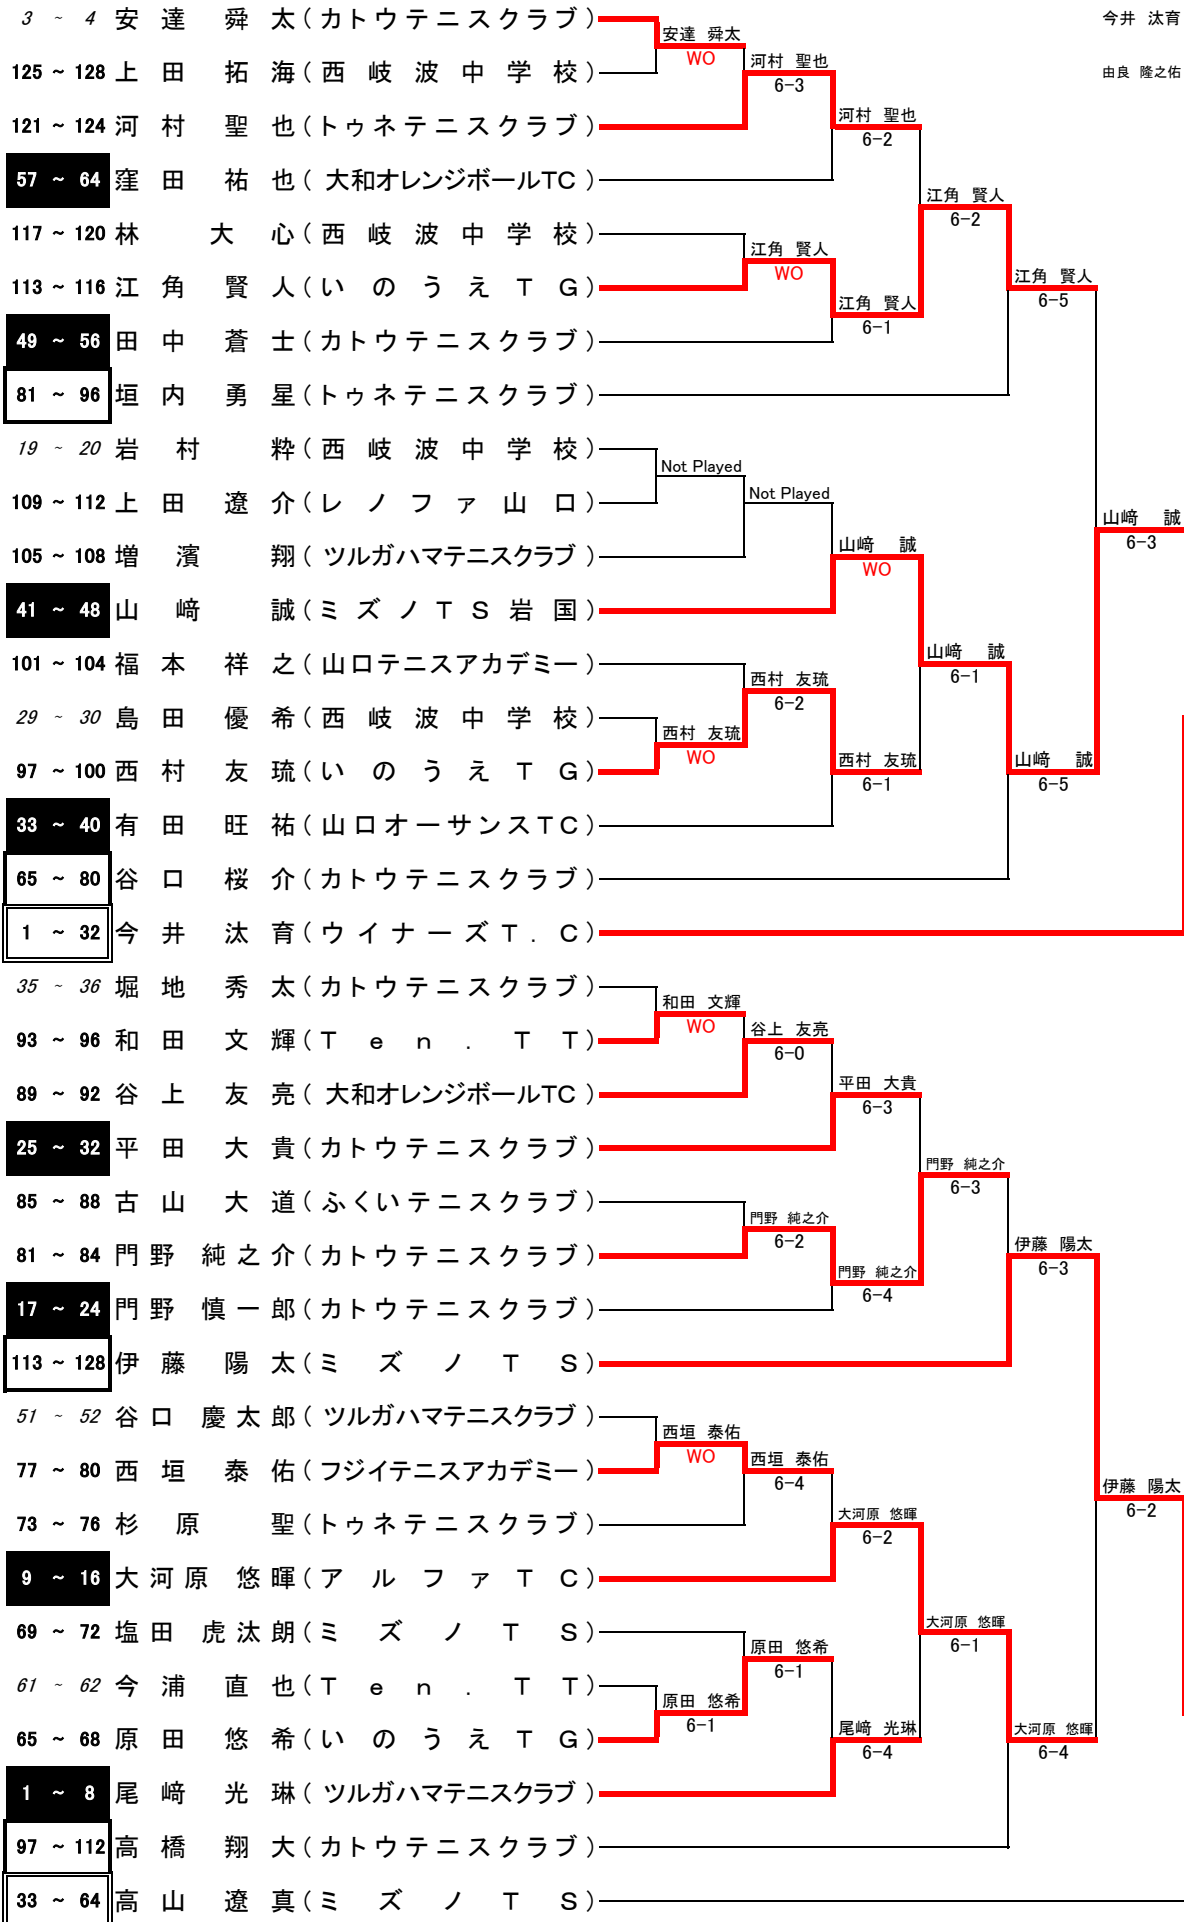 3 ~ 4 安達 舜太(カトウテニスクラブ) 今井 汰育
安達 舜太
WO 河村 聖也
125 ~ 128 上田 拓海(西岐波中学校) 由良 隆之佑
6-3
河村 聖也
121 ~ 124 河村 聖也(トゥネテニスクラブ)
6-2
57 ~ 64 窪田 祐也(大和オレンジボールTC)
江角 賢人
6-2
117 ~ 120 林 大心(西岐波中学校)
江角 賢人
WO 江角 賢人
113 ~ 116 江角 賢人(いのうえTG)
江角 賢人 6-5
6-1
49 ~ 56 田中 蒼士(カトウテニスクラブ)
81 ~ 96 垣内 勇星(トゥネテニスクラブ)
19 ~ 20 岩村 粋(西岐波中学校)
Not Played
Not Played
109 ~ 112 上田 遼介(レノファ山口)
山﨑 誠
6-3
山﨑 誠
105 ~ 108 増濱 翔(ツルガハマテニスクラブ)
WO
41 ~ 48 山﨑 誠(ミズノTS岩国)
山﨑 誠
101 ~ 104 福本 祥之(山口テニスアカデミー)
6-1
西村 友琉
6-2
29 ~ 30 島田 優希(西岐波中学校)
西村 友琉
WO 西村 友琉 山﨑 誠
97 ~ 100 西村 友琉(いのうえTG)
6-1 6-5
33 ~ 40 有田 旺祐(山口オーサンスTC)
65 ~ 80 谷口 桜介(カトウテニスクラブ)
1 ~ 32 今井 汰育(ウイナーズT.C)
35 ~ 36 堀地 秀太(カトウテニスクラブ)
和田 文輝
WO 谷上 友亮
93 ~ 96 和田 文輝(Ten.TT)
6-0
平田 大貴
89 ~ 92 谷上 友亮(大和オレンジボールTC)
6-3
25 ~ 32 平田 大貴(カトウテニスクラブ)
門野 純之介
6-3
85 ~ 88 古山 大道(ふくいテニスクラブ)
門野 純之介
6-2 伊藤 陽太
81 ~ 84 門野 純之介(カトウテニスクラブ)
門野 純之介 6-3
6-4
17 ~ 24 門野 慎一郎(カトウテニスクラブ)
113 ~ 128 伊藤 陽太(ミズノTS)
51 ~ 52 谷口 慶太郎(ツルガハマテニスクラブ)
西垣 泰佑
WO 西垣 泰佑
77 ~ 80 西垣 泰佑(フジイテニスアカデミー)
6-4 伊藤 陽太
6-2
大河原 悠暉
73 ~ 76 杉原 聖(トゥネテニスクラブ)
6-2
9 ~ 16 大河原 悠暉(アルファTC)
大河原 悠暉
69 ~ 72 塩田 虎汰朗(ミズノTS)
6-1
原田 悠希
6-1
61 ~ 62 今浦 直也(Ten.TT)
原田 悠希
6-1 尾﨑 光琳 大河原 悠暉
65 ~ 68 原田 悠希(いのうえTG)
6-4 6-4
1 ~ 8 尾﨑 光琳(ツルガハマテニスクラブ)
97 ~ 112 高橋 翔大(カトウテニスクラブ)
33 ~ 64 高山 遼真(ミズノTS)